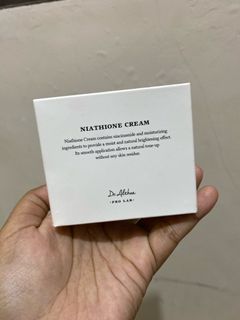 NIATHIONE CREAM
Niathione Cream contains niacinamide and moisturizing
ingredients to provide a moist and natural brightening effect.
Its smooth application allows a natural tone-up
without any skin residue.
Dr. Althea
· PRO LAB ·